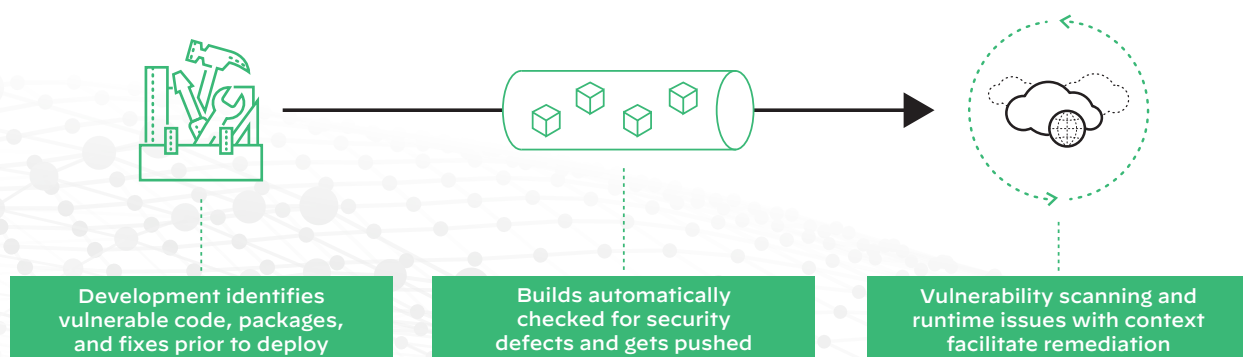 Development identifies
vulnerable code, packages,
and fixes prior to deploy
Builds automatically
checked for security
defects and gets pushed
Vulnerability scanning and
runtime issues with context
facilitate remediation